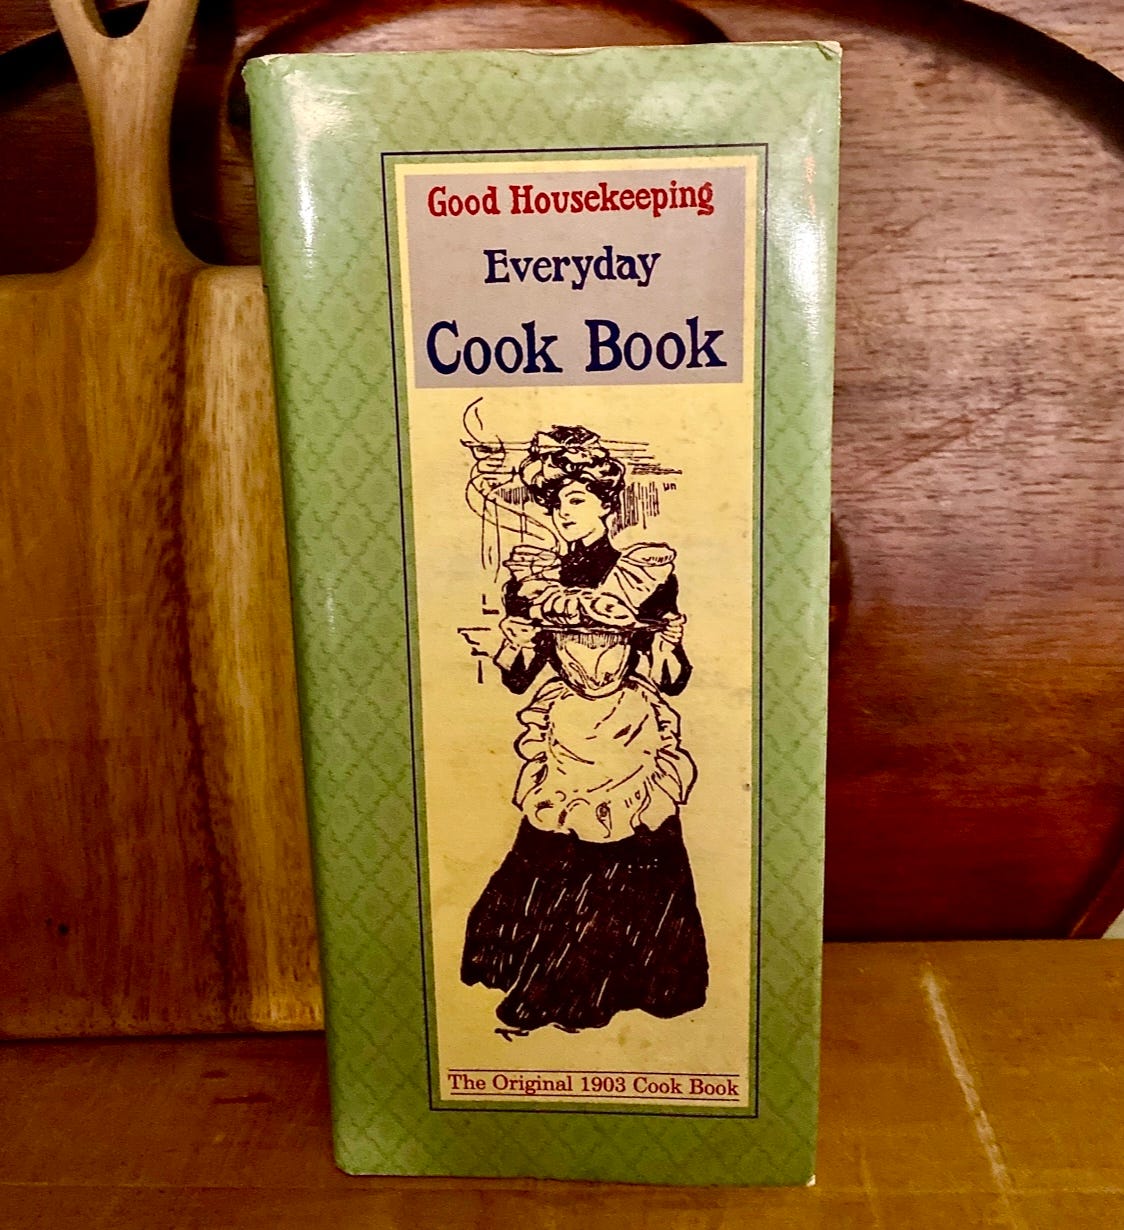 Good Housekeeping
Everyday
Cook Book
The Original 1903 Cook Book